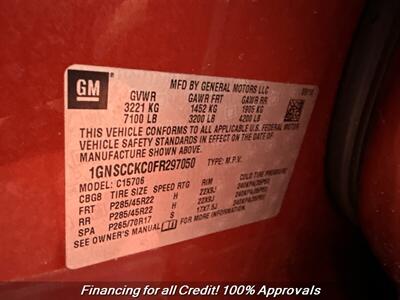 GM
MFD BY GENERAL MOTORS LLC
GVWR GAWR FRT GAWR RR
3221 KG 1452 KG 1905 KG
7100 LB 3200 LB 4200 LB
THIS VEHICLE CONFORMS TO ALL APPLICABLE U.S. FEDERAL MOTOR
VEHICLE SAFETY AND THEFT PREVENTION STANDARDS IN EFFECT ON THE DATE OF
MANUFACTURE SHOWN ABOVE.
1GNSCCKC0FR297050 TYPE: M.P.V.
MODEL: C15706
CBG8 TIRE SIZE SPEED RTG RIM COLD TIRE PRESSURE
FRT P285/45R22 H 22X9J
RR P285/45R22 H 22X9J
SPA P265/70R17 S 17X7.5J
SEE OWNER'S MANUAL FOR MORE INFORMATION.
Financing for all Credit! 100% Approvals